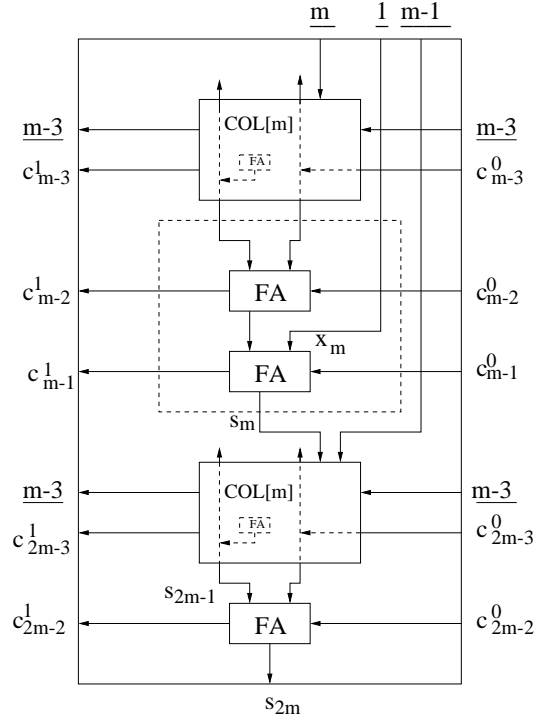 m 1 m-1
COL[m]
m-3 m-3
FA
c^1_{m-3} c^0_{m-3}
c^1_{m-2} FA c^0_{m-2}
x_m
c^1_{m-1} FA c^0_{m-1}
s_m
m-3 COL[m] m-3
FA
c^1_{2m-3} c^0_{2m-3}
s_{2m-1}
c^1_{2m-2} FA c^0_{2m-2}
s_{2m}